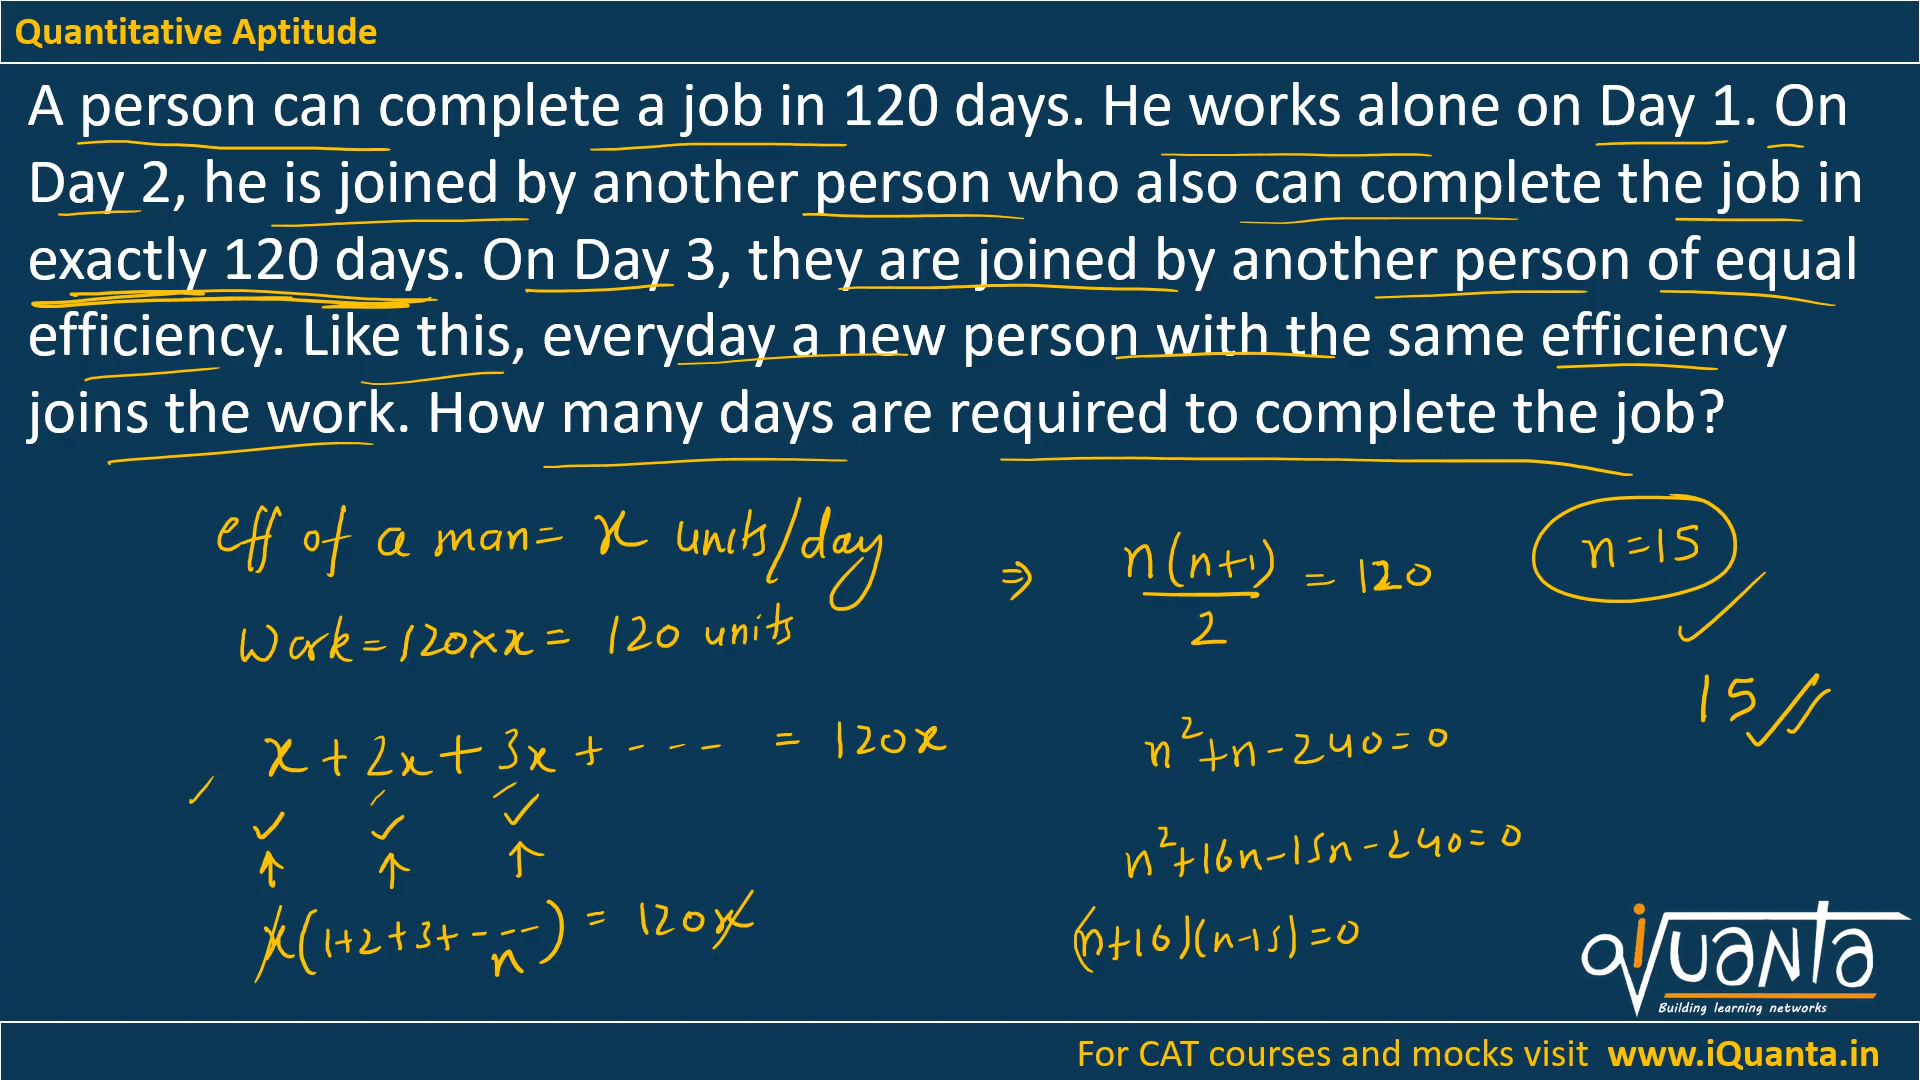 Quantitative Aptitude
A person can complete a job in 120 days. He works alone on Day 1. On
Day 2, he is joined by another person who also can complete the job in
exactly 120 days. On Day 3, they are joined by another person of equal
efficiency. Like this, everyday a new person with the same efficiency
joins the work. How many days are required to complete the job?
eff of a man = x units/day
Work = 120 × x = 120 units
x + 2x + 3x + ---- = 120x
x(1+2+3+ ----- n) = 120x
⇒ n(n+1)/2 = 120
n=15
15
n²+n-240=0
n²+16n-15n-240=0
(n+16)(n-15)=0
iQuanta
Building learning networks
For CAT courses and mocks visit www.iQuanta.in